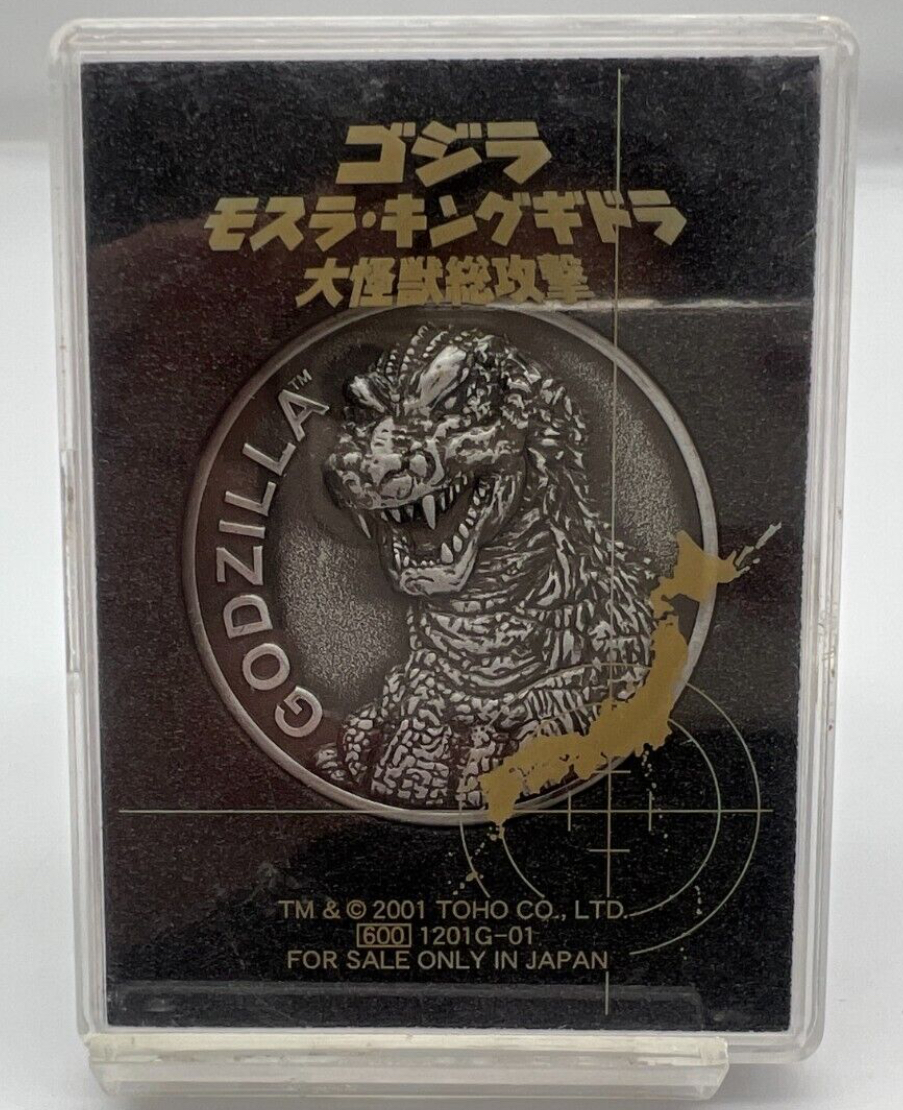 ゴジラ
モスラ・キングギドラ
大怪獣総攻撃
GODZILLA™
TM & © 2001 TOHO CO., LTD.
600 1201G-01
FOR SALE ONLY IN JAPAN